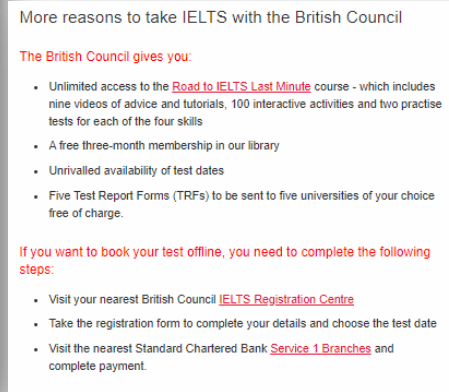 More reasons to take IELTS with the British Council
The British Council gives you:
Unlimited access to the Road to IELTS Last Minute course - which includes
nine videos of advice and tutorials, 100 interactive activities and two practise
tests for each of the four skills
A free three-month membership in our library
Unrivalled availability of test dates
Five Test Report Forms (TRFs) to be sent to five universities of your choice
free of charge.
If you want to book your test offline, you need to complete the following
steps:
Visit your nearest British Council IELTS Registration Centre
Take the registration form to complete your details and choose the test date
Visit the nearest Standard Chartered Bank Service 1 Branches and
complete payment.